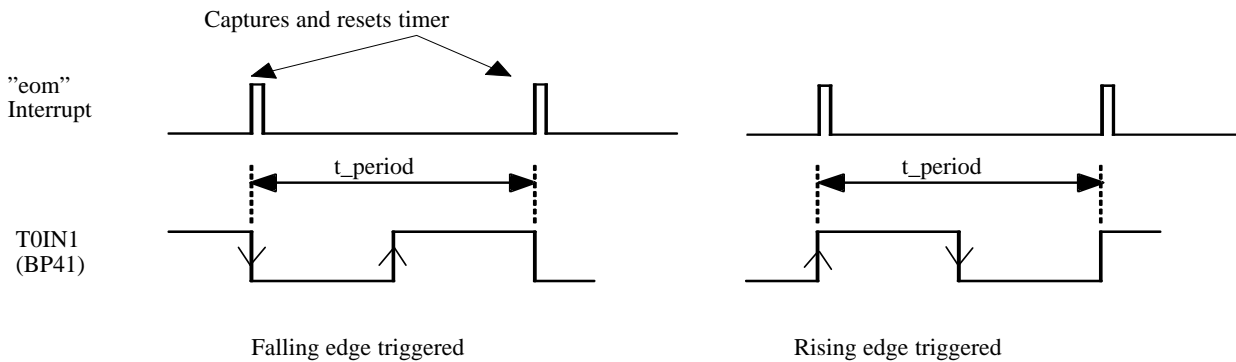 Captures and resets timer
”eom”
Interrupt
t_period
t_period
T0IN1
(BP41)
Falling edge triggered
Rising edge triggered